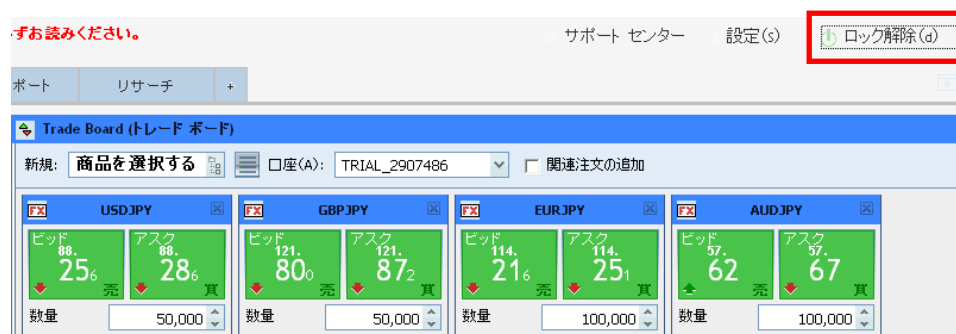 ずお読みください。
サポート センター 設定(s) ロック解除(d)
ポート リサーチ +
Trade Board (トレード ボード)
新規: 商品を選択する 口座(A): TRIAL_2907486 関連注文の追加
FX USDJPY FX GBPJPY FX EURJPY FX AUDJPY
ビッド アスク ビッド アスク ビッド アスク ビッド アスク
88. 88. 121. 121. 114. 114. 57. 57.
256 286 800 872 216 251 62 67
売 買 売 買 売 買 売 買
数量 50,000 数量 50,000 数量 100,000 数量 100,000